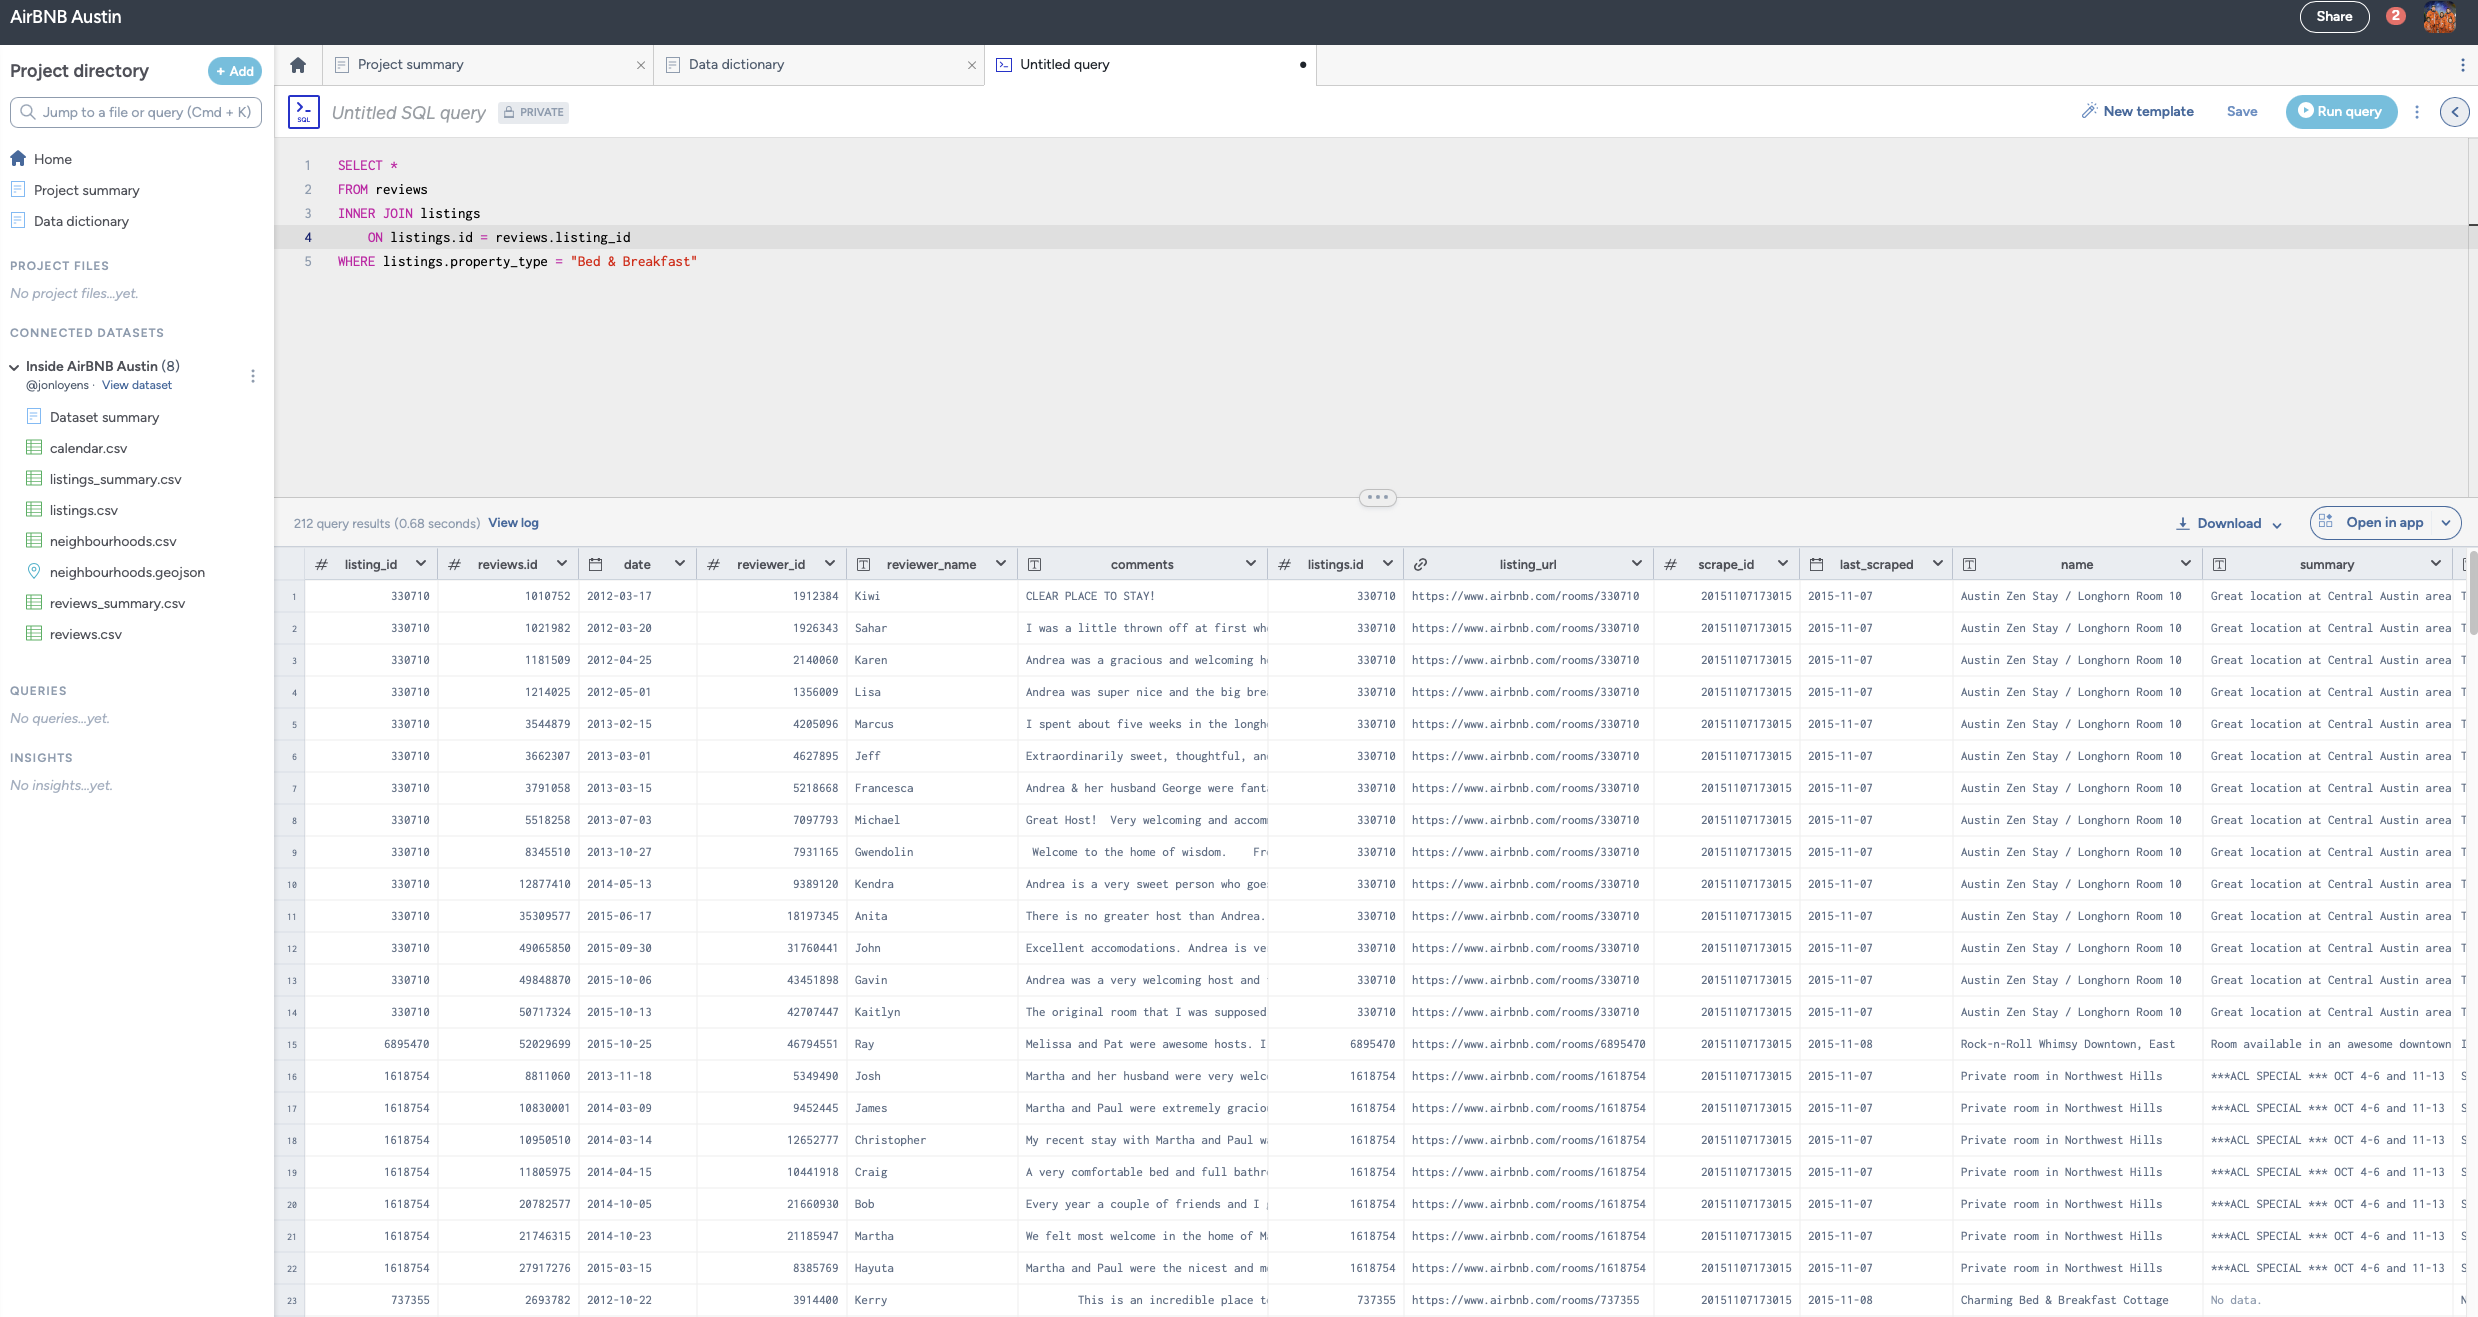 AirBNB Austin
Share
2
Project directory
+ Add
Jump to a file or query (Cmd + K)
Home
Project summary
Data dictionary
PROJECT FILES
No project files...yet.
CONNECTED DATASETS
Inside AirBNB Austin (8)
@jonloyens · View dataset
Dataset summary
calendar.csv
listings_summary.csv
listings.csv
neighbourhoods.csv
neighbourhoods.geojson
reviews_summary.csv
reviews.csv
QUERIES
No queries...yet.
INSIGHTS
No insights...yet.
Project summary
Data dictionary
Untitled query
SQL
Untitled SQL query
PRIVATE
New template
Save
Run query
1 SELECT *
2 FROM reviews
3 INNER JOIN listings
4 ON listings.id = reviews.listing_id
5 WHERE listings.property_type = "Bed & Breakfast"
212 query results (0.68 seconds) View log
Download
Open in app
# listing_id # reviews.id date # reviewer_id T reviewer_name T comments # listings.id listing_url # scrape_id last_scraped T name T summary
1 330710 1010752 2012-03-17 1912384 Kiwi CLEAR PLACE TO STAY! 330710 https://www.airbnb.com/rooms/330710 20151107173015 2015-11-07 Austin Zen Stay / Longhorn Room 10 Great location at Central Austin area
2 330710 1021982 2012-03-20 1926343 Sahar I was a little thrown off at first wh 330710 https://www.airbnb.com/rooms/330710 20151107173015 2015-11-07 Austin Zen Stay / Longhorn Room 10 Great location at Central Austin area
3 330710 1181509 2012-04-25 2140060 Karen Andrea was a gracious and welcoming h 330710 https://www.airbnb.com/rooms/330710 20151107173015 2015-11-07 Austin Zen Stay / Longhorn Room 10 Great location at Central Austin area
4 330710 1214025 2012-05-01 1356009 Lisa Andrea was super nice and the big bre 330710 https://www.airbnb.com/rooms/330710 20151107173015 2015-11-07 Austin Zen Stay / Longhorn Room 10 Great location at Central Austin area
5 330710 3544879 2013-02-15 4205096 Marcus I spent about five weeks in the longh 330710 https://www.airbnb.com/rooms/330710 20151107173015 2015-11-07 Austin Zen Stay / Longhorn Room 10 Great location at Central Austin area
6 330710 3662307 2013-03-01 4627895 Jeff Extraordinarily sweet, thoughtful, an 330710 https://www.airbnb.com/rooms/330710 20151107173015 2015-11-07 Austin Zen Stay / Longhorn Room 10 Great location at Central Austin area
7 330710 3791058 2013-03-15 5218668 Francesca Andrea & her husband George were fant 330710 https://www.airbnb.com/rooms/330710 20151107173015 2015-11-07 Austin Zen Stay / Longhorn Room 10 Great location at Central Austin area
8 330710 5518258 2013-07-03 7097793 Michael Great Host! Very welcoming and accom 330710 https://www.airbnb.com/rooms/330710 20151107173015 2015-11-07 Austin Zen Stay / Longhorn Room 10 Great location at Central Austin area
9 330710 8345510 2013-10-27 7931165 Gwendolin Welcome to the home of wisdom. Fr 330710 https://www.airbnb.com/rooms/330710 20151107173015 2015-11-07 Austin Zen Stay / Longhorn Room 10 Great location at Central Austin area
10 330710 12877410 2014-05-13 9389120 Kendra Andrea is a very sweet person who goe 330710 https://www.airbnb.com/rooms/330710 20151107173015 2015-11-07 Austin Zen Stay / Longhorn Room 10 Great location at Central Austin area
11 330710 35309577 2015-06-17 18197345 Anita There is no greater host than Andrea. 330710 https://www.airbnb.com/rooms/330710 20151107173015 2015-11-07 Austin Zen Stay / Longhorn Room 10 Great location at Central Austin area
12 330710 49065850 2015-09-30 31760441 John Excellent accomodations. Andrea is ve 330710 https://www.airbnb.com/rooms/330710 20151107173015 2015-11-07 Austin Zen Stay / Longhorn Room 10 Great location at Central Austin area
13 330710 49848870 2015-10-06 43451898 Gavin Andrea was a very welcoming host and 330710 https://www.airbnb.com/rooms/330710 20151107173015 2015-11-07 Austin Zen Stay / Longhorn Room 10 Great location at Central Austin area
14 330710 50717324 2015-10-13 42707447 Kaitlyn The original room that I was supposed 330710 https://www.airbnb.com/rooms/330710 20151107173015 2015-11-07 Austin Zen Stay / Longhorn Room 10 Great location at Central Austin area
15 6895470 52029699 2015-10-25 46794551 Ray Melissa and Pat were awesome hosts. I 6895470 https://www.airbnb.com/rooms/6895470 20151107173015 2015-11-08 Rock-n-Roll Whimsy Downtown, East Room available in an awesome downtown
16 1618754 8811060 2013-11-18 5349490 Josh Martha and her husband were very welc 1618754 https://www.airbnb.com/rooms/1618754 20151107173015 2015-11-07 Private room in Northwest Hills ***ACL SPECIAL *** OCT 4-6 and 11-13
17 1618754 10830001 2014-03-09 9452445 James Martha and Paul were extremely gracio 1618754 https://www.airbnb.com/rooms/1618754 20151107173015 2015-11-07 Private room in Northwest Hills ***ACL SPECIAL *** OCT 4-6 and 11-13
18 1618754 10950510 2014-03-14 12652777 Christopher My recent stay with Martha and Paul w 1618754 https://www.airbnb.com/rooms/1618754 20151107173015 2015-11-07 Private room in Northwest Hills ***ACL SPECIAL *** OCT 4-6 and 11-13
19 1618754 11805975 2014-04-15 10441918 Craig A very comfortable bed and full bathr 1618754 https://www.airbnb.com/rooms/1618754 20151107173015 2015-11-07 Private room in Northwest Hills ***ACL SPECIAL *** OCT 4-6 and 11-13
20 1618754 20782577 2014-10-05 21660930 Bob Every year a couple of friends and I 1618754 https://www.airbnb.com/rooms/1618754 20151107173015 2015-11-07 Private room in Northwest Hills ***ACL SPECIAL *** OCT 4-6 and 11-13
21 1618754 21746315 2014-10-23 21185947 Martha We felt most welcome in the home of M 1618754 https://www.airbnb.com/rooms/1618754 20151107173015 2015-11-07 Private room in Northwest Hills ***ACL SPECIAL *** OCT 4-6 and 11-13
22 1618754 27917276 2015-03-15 8385769 Hayuta Martha and Paul were the nicest and m 1618754 https://www.airbnb.com/rooms/1618754 20151107173015 2015-11-07 Private room in Northwest Hills ***ACL SPECIAL *** OCT 4-6 and 11-13
23 737355 2693782 2012-10-22 3914400 Kerry This is an incredible place t 737355 https://www.airbnb.com/rooms/737355 20151107173015 2015-11-08 Charming Bed & Breakfast Cottage No data.